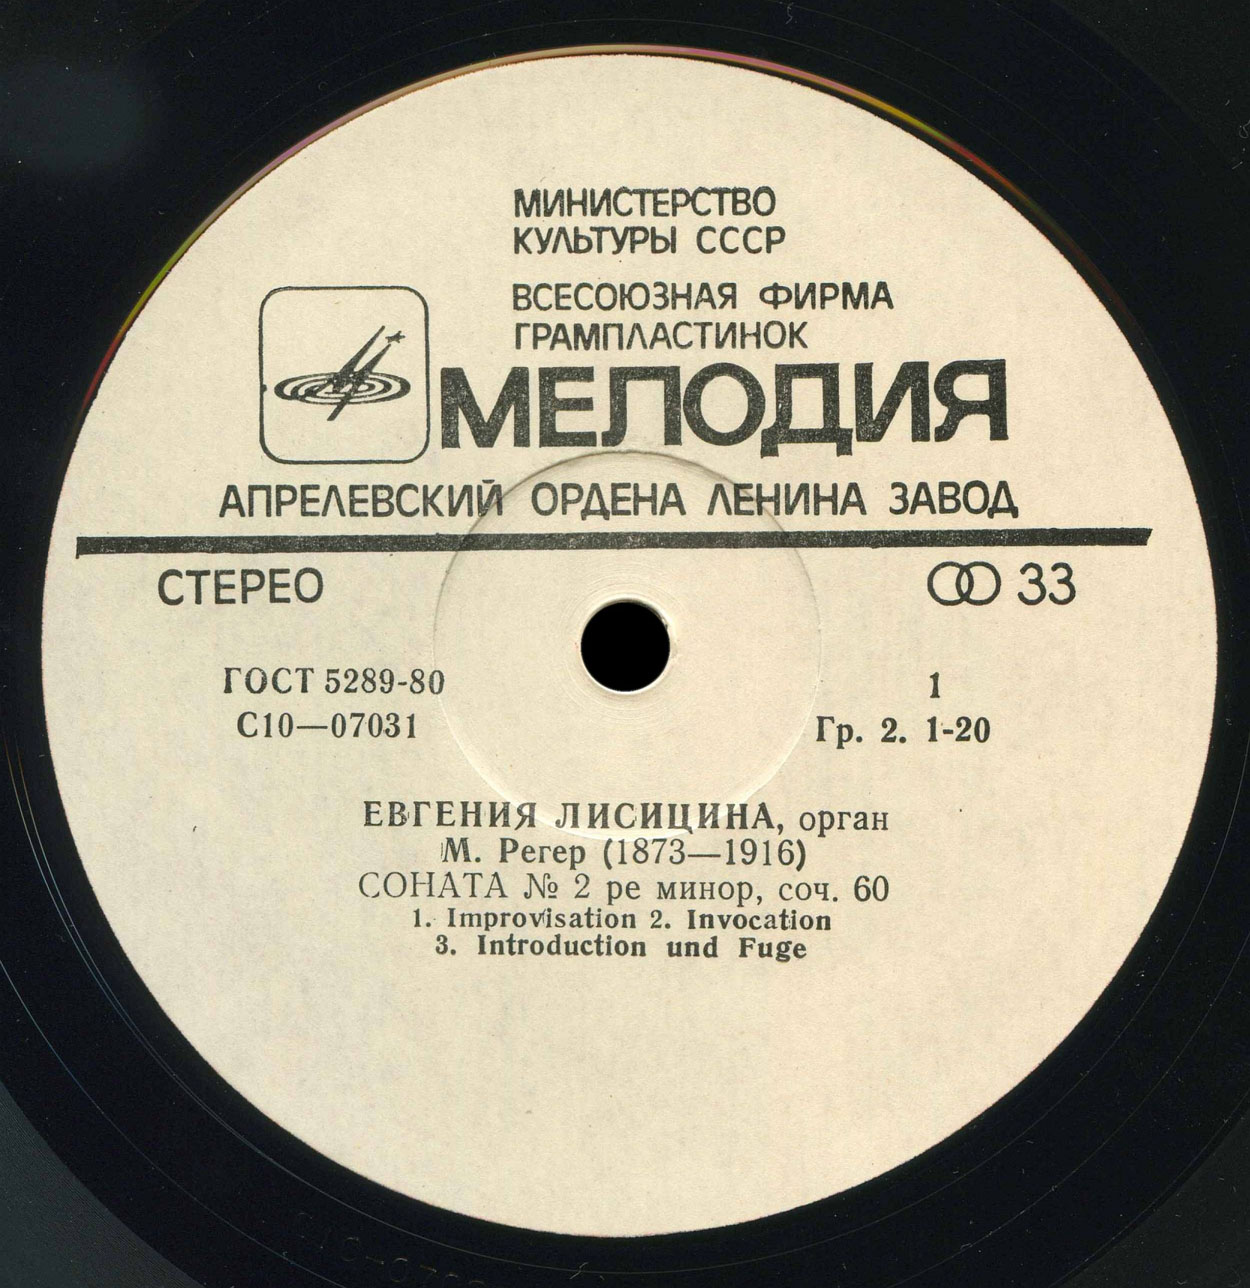 МИНИСТЕРСТВО
КУЛЬТУРЫ СССР
ВСЕСОЮЗНАЯ ФИРМА
ГРАМПЛАСТИНОК
МЕЛОДИЯ
АПРЕЛЕВСКИЙ ОРДЕНА ЛЕНИНА ЗАВОД
СТЕРЕО
33
ГОСТ 5289-80
С10—07031
1
Гр. 2. 1-20
ЕВГЕНИЯ ЛИСИЦИНА, орган
М. Регер (1873—1916)
СОНАТА № 2 ре минор, соч. 60
1. Improvisation 2. Invocation
3. Introduction und Fuge